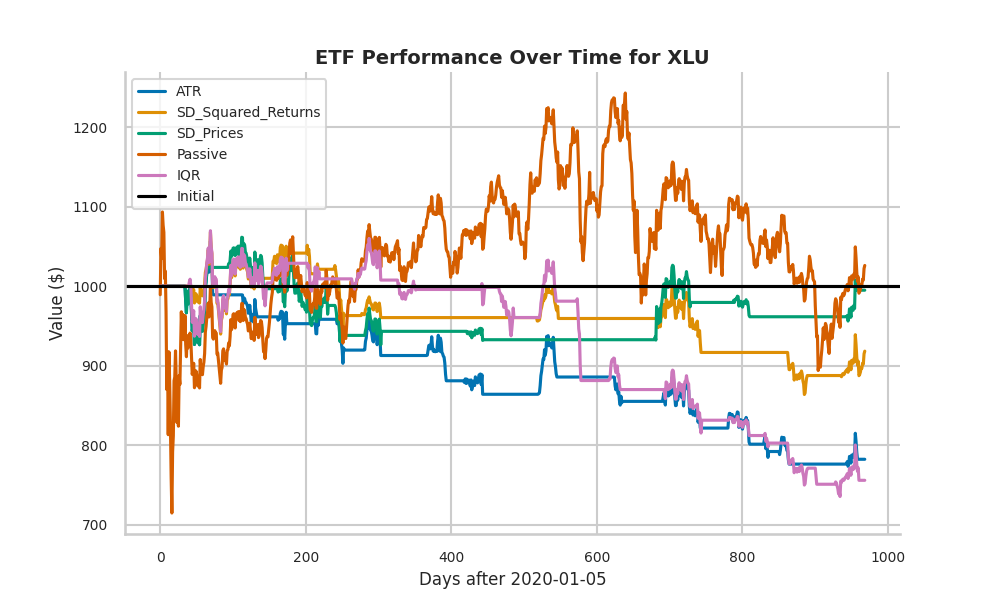 ETF Performance Over Time for XLU
ATR
SD_Squared_Returns
SD_Prices
Passive
IQR
Initial
Value ($)
1200
1100
1000
900
800
700
0 200 400 600 800 1000
Days after 2020-01-05